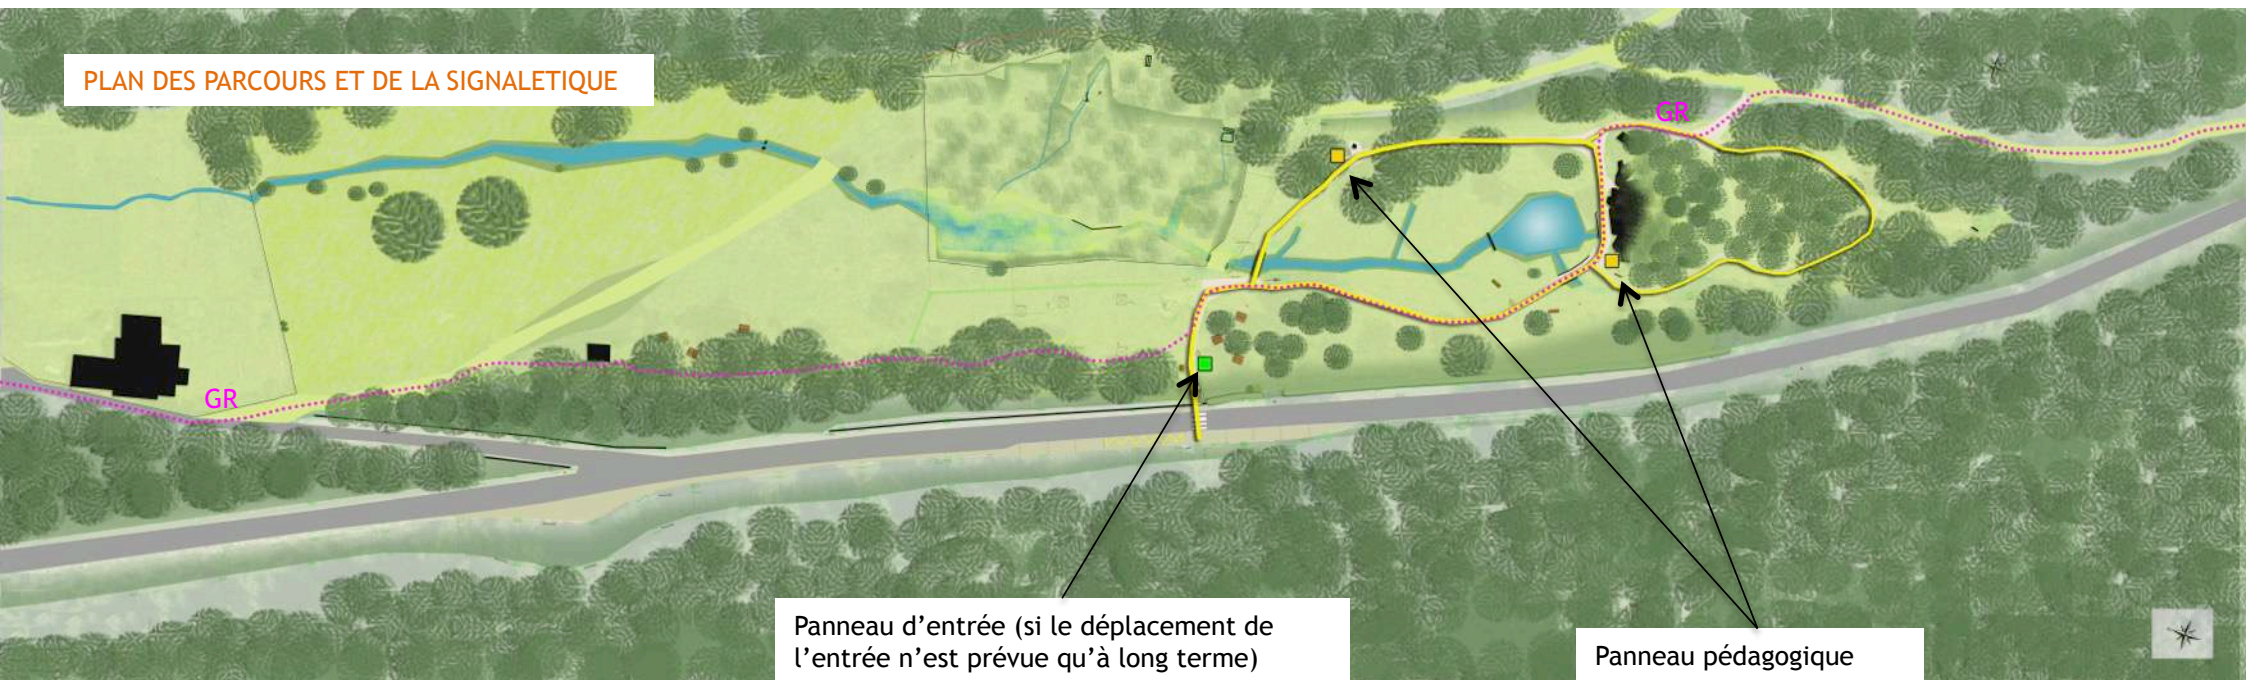 PLAN DES PARCOURS ET DE LA SIGNALETIQUE
GR
GR
Panneau d’entrée (si le déplacement de
l’entrée n’est prévue qu’à long terme)
Panneau pédagogique